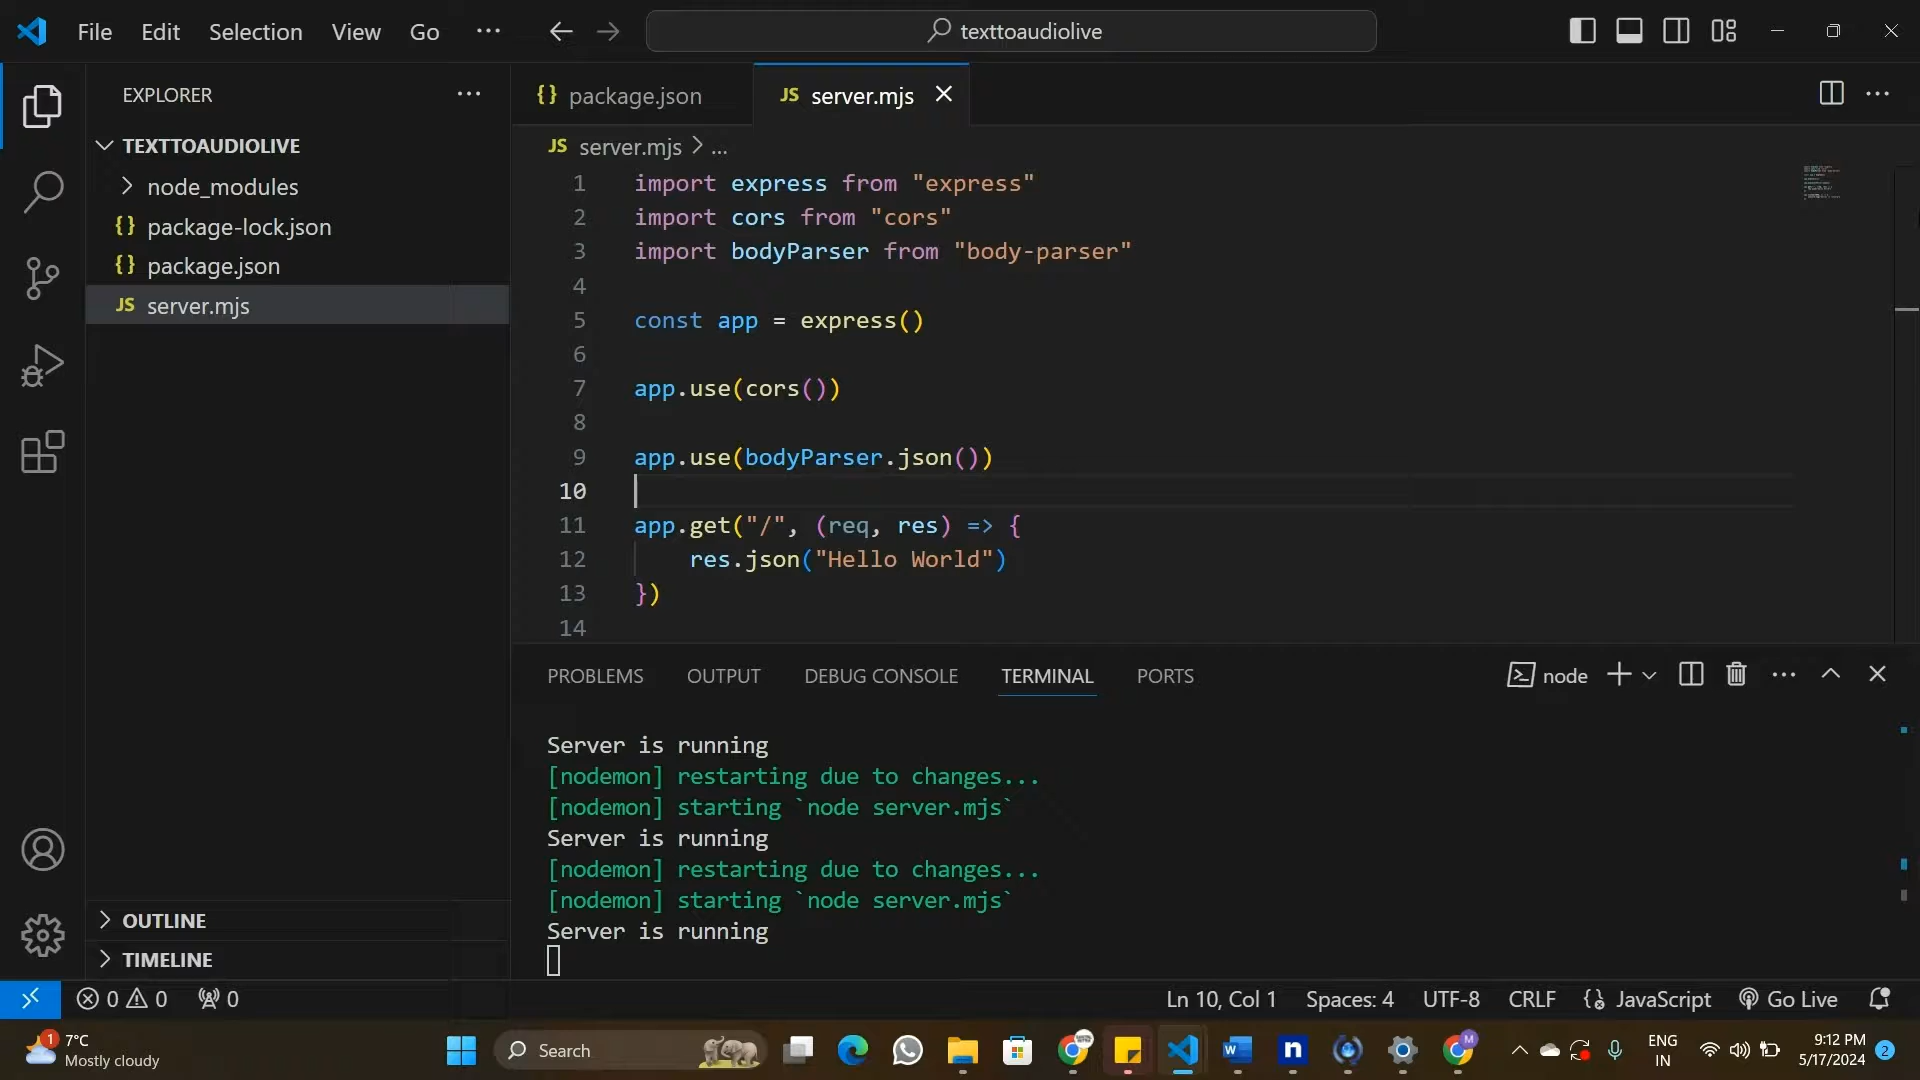 File Edit Selection View Go ...
texttoaudiolive
EXPLORER
TEXTTOAUDIOLIVE
node_modules
{} package-lock.json
{} package.json
JS server.mjs
OUTLINE
TIMELINE
{} package.json
JS server.mjs
JS server.mjs > ...
1 import express from "express"
2 import cors from "cors"
3 import bodyParser from "body-parser"
4
5 const app = express()
6
7 app.use(cors())
8
9 app.use(bodyParser.json())
10
11 app.get("/", (req, res) => {
12 res.json("Hello World")
13 })
14
PROBLEMS OUTPUT DEBUG CONSOLE TERMINAL PORTS
node
Server is running
[nodemon] restarting due to changes...
[nodemon] starting `node server.mjs`
Server is running
[nodemon] restarting due to changes...
[nodemon] starting `node server.mjs`
Server is running
0 0 0
Ln 10, Col 1 Spaces: 4 UTF-8 CRLF {} JavaScript Go Live
1
7°C
Mostly cloudy
Search
W
n
M
ENG
IN
9:12 PM
5/17/2024
2